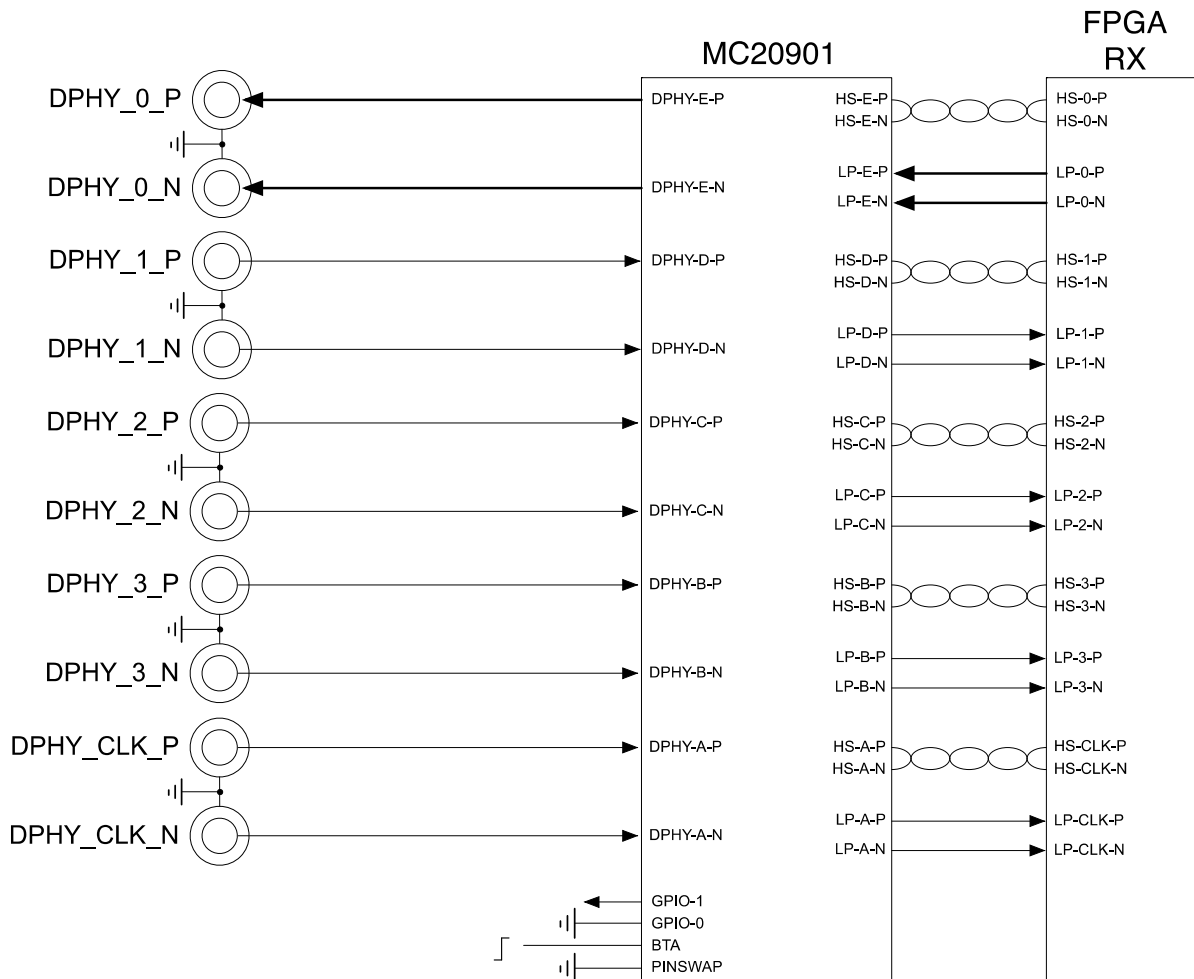 FPGA
RX
MC20901
DPHY_0_P
DPHY-E-P
HS-E-P
HS-0-P
HS-E-N
HS-0-N
LP-E-P
LP-0-P
DPHY_0_N
DPHY-E-N
LP-E-N
LP-0-N
DPHY_1_P
DPHY-D-P
HS-D-P
HS-1-P
HS-D-N
HS-1-N
LP-D-P
LP-1-P
DPHY_1_N
DPHY-D-N
LP-D-N
LP-1-N
DPHY_2_P
DPHY-C-P
HS-C-P
HS-2-P
HS-C-N
HS-2-N
LP-C-P
LP-2-P
DPHY_2_N
DPHY-C-N
LP-C-N
LP-2-N
DPHY_3_P
DPHY-B-P
HS-B-P
HS-3-P
HS-B-N
HS-3-N
LP-B-P
LP-3-P
DPHY_3_N
DPHY-B-N
LP-B-N
LP-3-N
DPHY_CLK_P
DPHY-A-P
HS-A-P
HS-CLK-P
HS-A-N
HS-CLK-N
LP-A-P
LP-CLK-P
DPHY_CLK_N
DPHY-A-N
LP-A-N
LP-CLK-N
GPIO-1
GPIO-0
BTA
PINSWAP